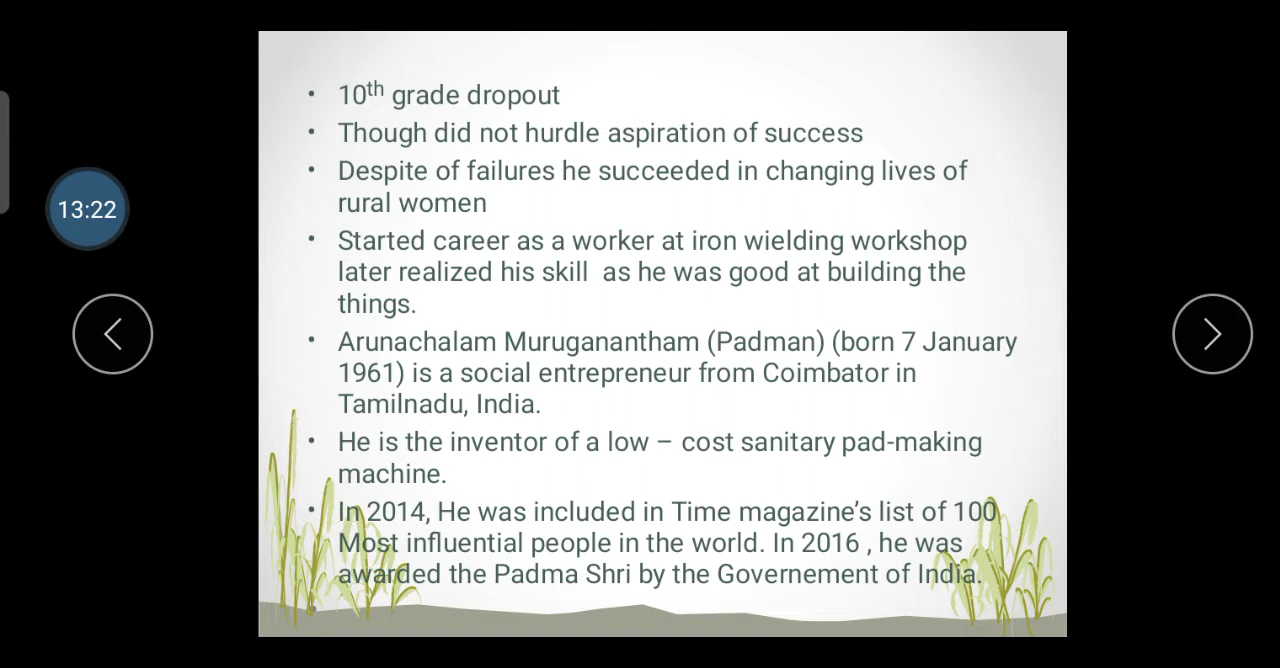 10th grade dropout
Though did not hurdle aspiration of success
Despite of failures he succeeded in changing lives of
rural women
13:22
Started career as a worker at iron wielding workshop
later realized his skill as he was good at building the
things.
Arunachalam Muruganantham (Padman) (born 7 January
1961) is a social entrepreneur from Coimbator in
Tamilnadu, India.
He is the inventor of a low – cost sanitary pad-making
machine.
In 2014, He was included in Time magazine's list of 100
Most influential people in the world. In 2016 , he was
awarded the Padma Shri by the Governement of India.